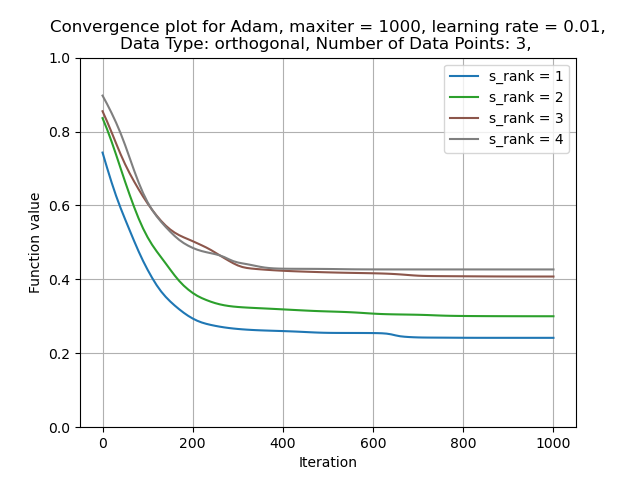 Convergence plot for Adam, maxiter = 1000, learning rate = 0.01,
Data Type: orthogonal, Number of Data Points: 3,
s_rank = 1
s_rank = 2
s_rank = 3
s_rank = 4
Function value
1.0
0.8
0.6
0.4
0.2
0.0
0 200 400 600 800 1000
Iteration